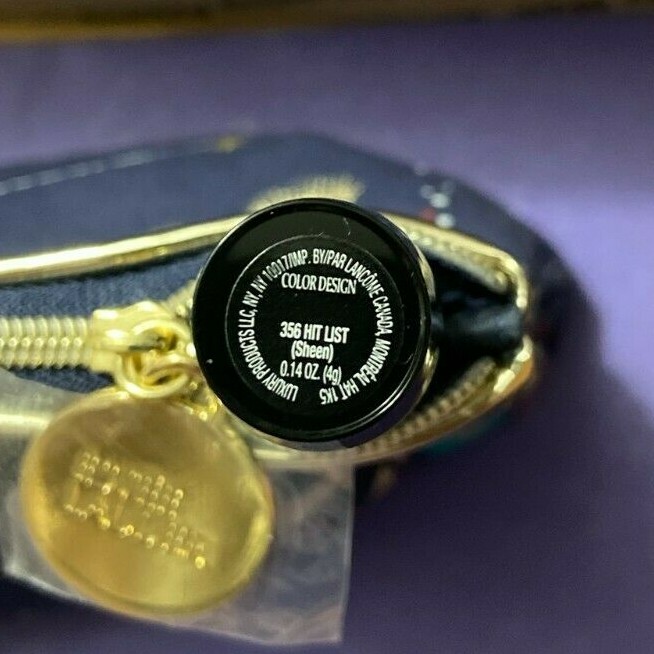 LUXURY PRODUCTS LLC, NY, NY 10017/IMP. BY/PAR LANCÔME CANADA, MONTRÉAL H4T 1K5
COLOR DESIGN
356 HIT LIST
(Sheen)
0.14 OZ. (4g)